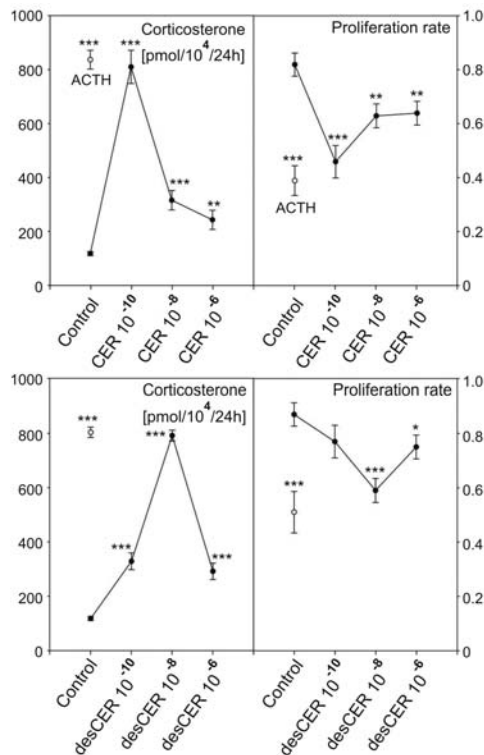 Corticosterone
[pmol/10⁴/24h]
1000
800
600
400
200
0
***
ACTH
***
***
**
Control
CER 10⁻¹⁰
CER 10⁻⁸
CER 10⁻⁶
Proliferation rate
1.0
0.8
0.6
0.4
0.2
0
***
ACTH
***
**
**
Control
CER 10⁻¹⁰
CER 10⁻⁸
CER 10⁻⁶
Corticosterone
[pmol/10⁴/24h]
1000
800
600
400
200
0
***
***
***
***
Control
desCER 10⁻¹⁰
desCER 10⁻⁸
desCER 10⁻⁶
Proliferation rate
1.0
0.8
0.6
0.4
0.2
0
***
***
*
Control
desCER 10⁻¹⁰
desCER 10⁻⁸
desCER 10⁻⁶